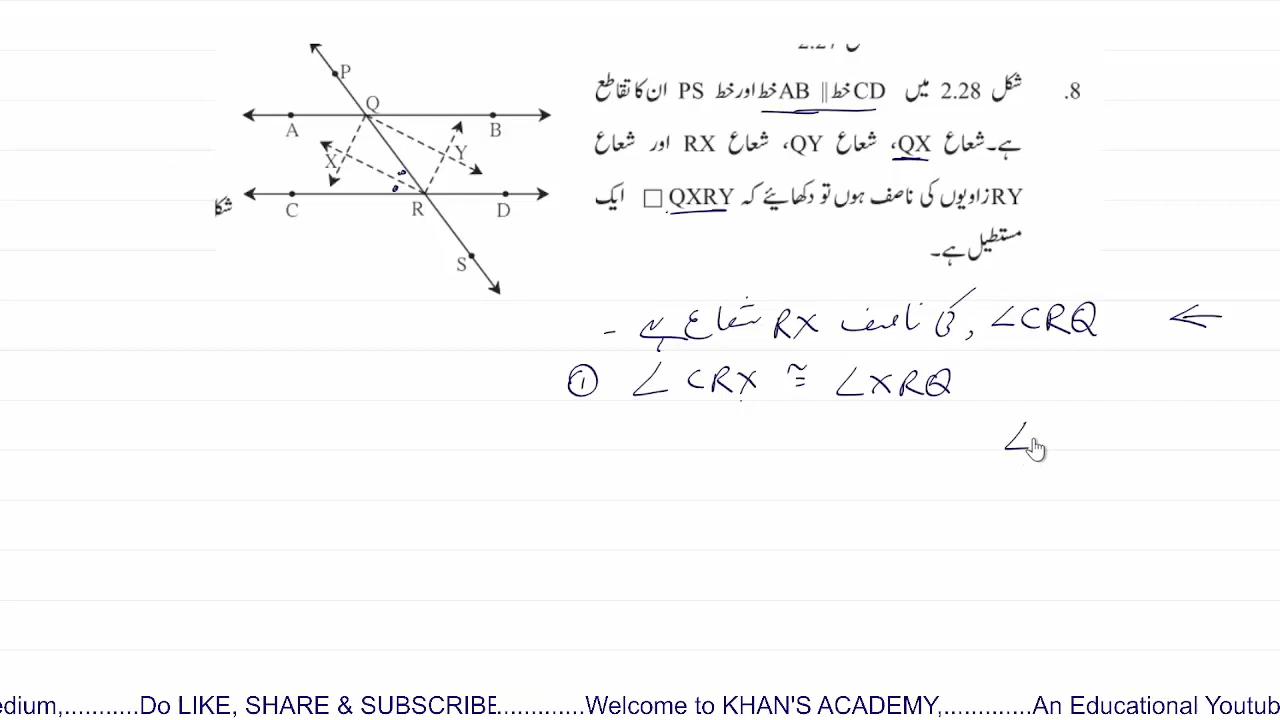 8. شکل 2.28 میں خط AB || خط CD اور خط PS ان کا تقاطع
ہے۔ شعاع QX، شعاع QY، شعاع RX اور شعاع
RY زاویوں کی ناصف ہوں تو دکھائیے کہ □ QXRY ایک
مستطیل ہے۔
P
Q
A
B
X
Y
C
R
D
S
← ∠CRQ کی ناصف RX شعاع ہے -
① ∠CRX ≅ ∠XRQ
∠
edium,...........Do LIKE, SHARE & SUBSCRIBE.............Welcome to KHAN'S ACADEMY,.............An Educational Youtub